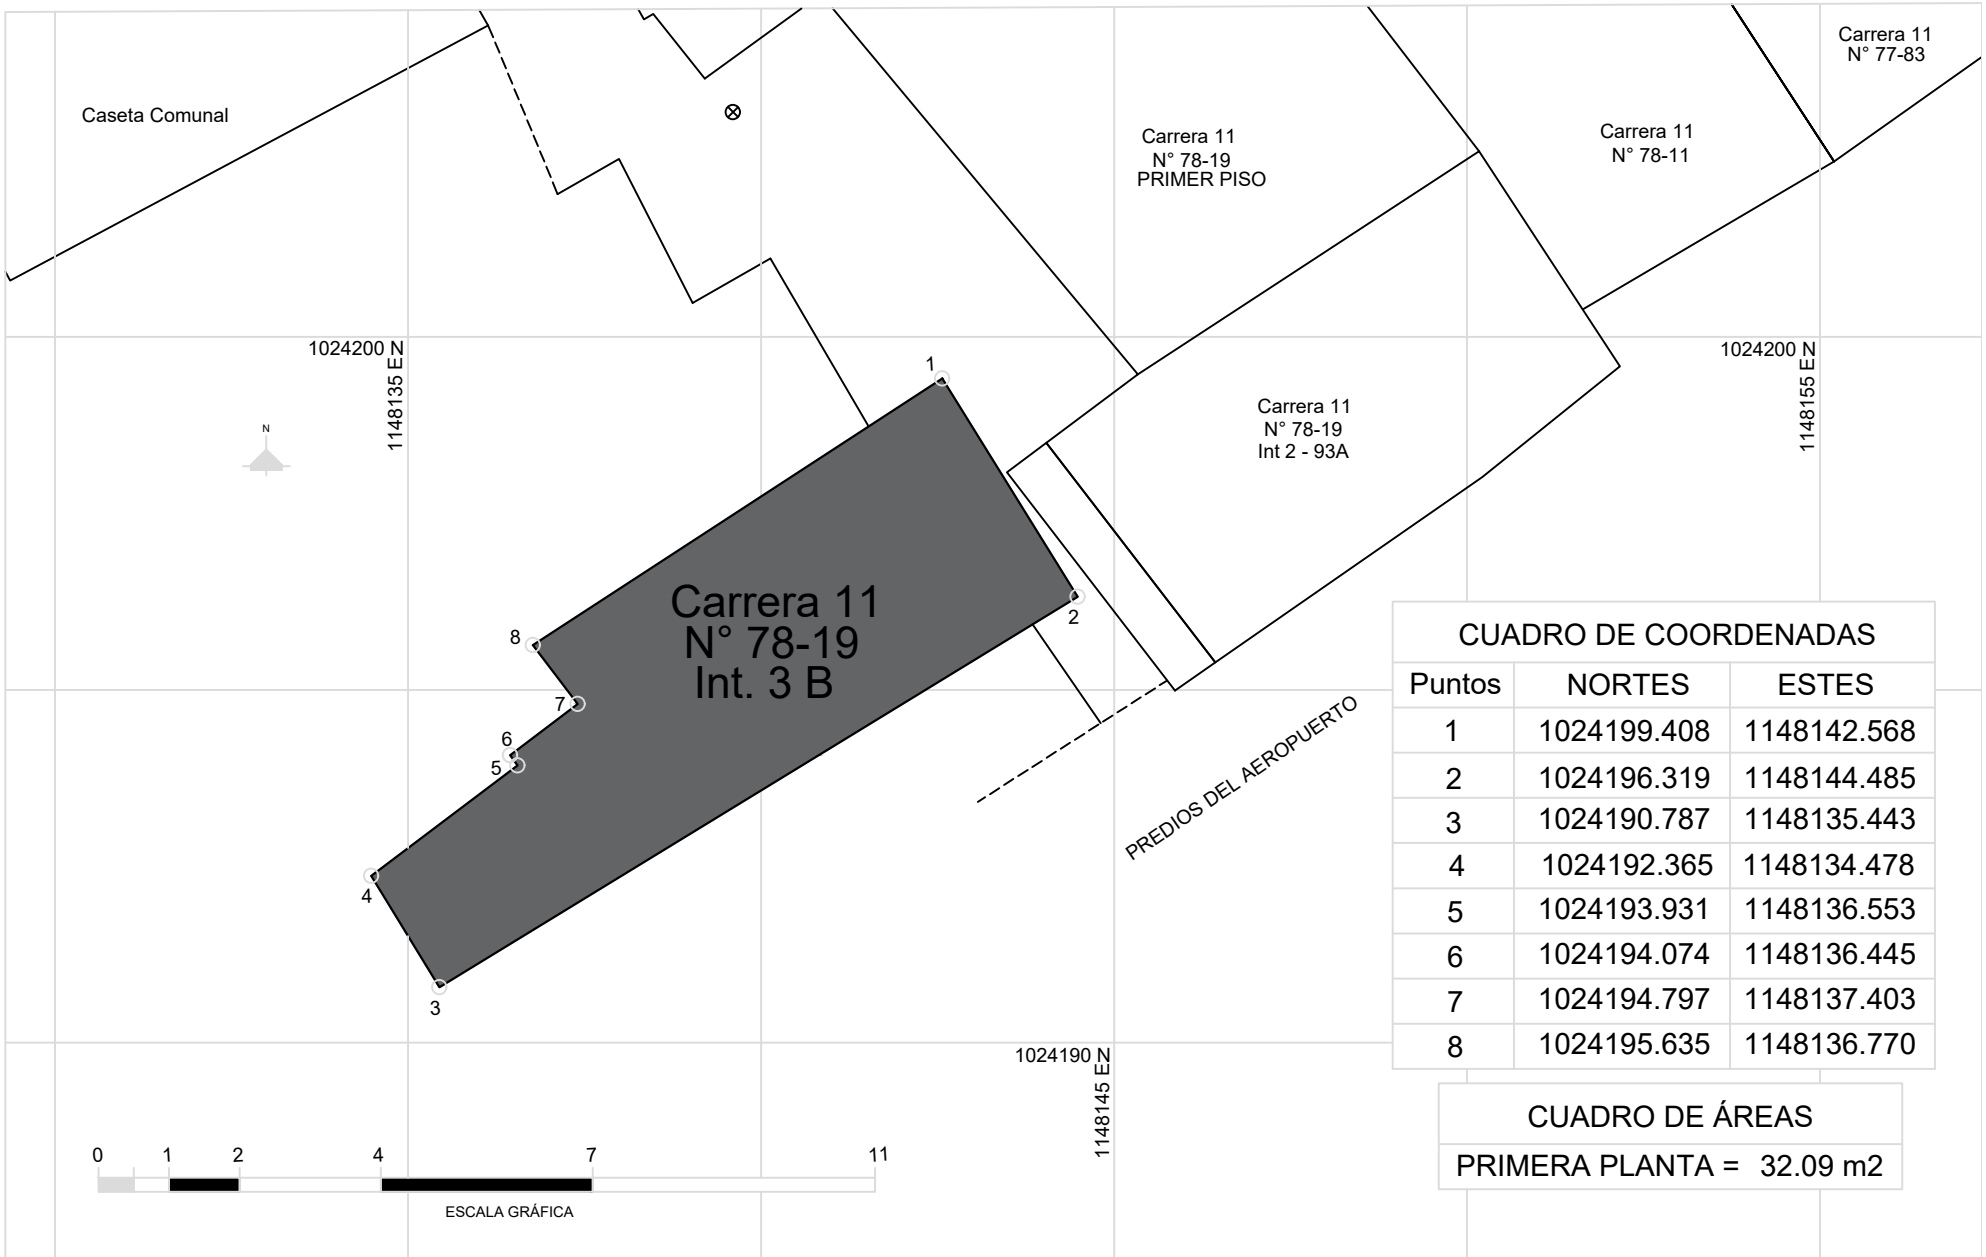 Caseta Comunal
Carrera 11
N° 78-19
PRIMER PISO
Carrera 11
N° 78-11
Carrera 11
N° 77-83
1024200 N
1148135 E
1024200 N
1148155 E
N
Carrera 11
N° 78-19
Int 2 - 93A
1
2
3
4
5
6
7
8
Carrera 11
N° 78-19
Int. 3 B
PREDIOS DEL AEROPUERTO
1024190 N
1148145 E
CUADRO DE COORDENADAS
Puntos NORTES ESTES
1 1024199.408 1148142.568
2 1024196.319 1148144.485
3 1024190.787 1148135.443
4 1024192.365 1148134.478
5 1024193.931 1148136.553
6 1024194.074 1148136.445
7 1024194.797 1148137.403
8 1024195.635 1148136.770
CUADRO DE ÁREAS
PRIMERA PLANTA = 32.09 m2
0 1 2 4 7 11
ESCALA GRÁFICA